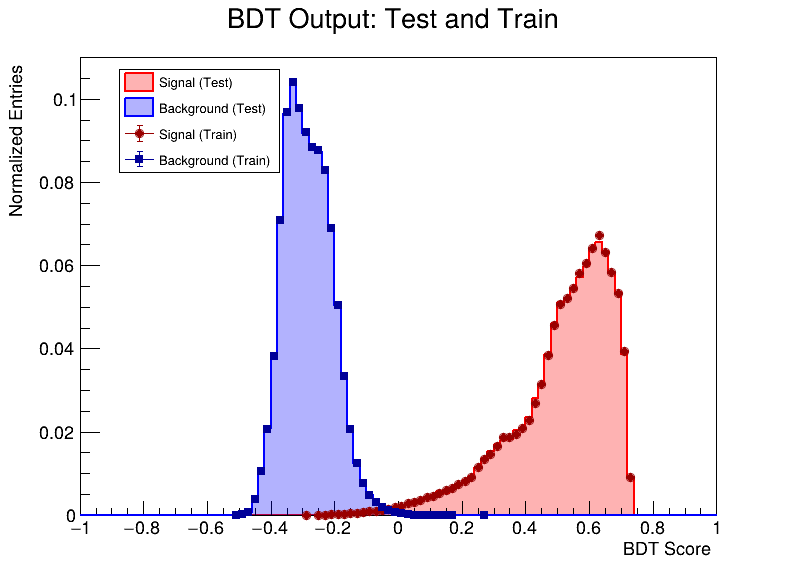 BDT Output: Test and Train
Normalized Entries
Signal (Test)
Background (Test)
Signal (Train)
Background (Train)
0.1
0.08
0.06
0.04
0.02
0
−1 −0.8 −0.6 −0.4 −0.2 0 0.2 0.4 0.6 0.8 1
BDT Score